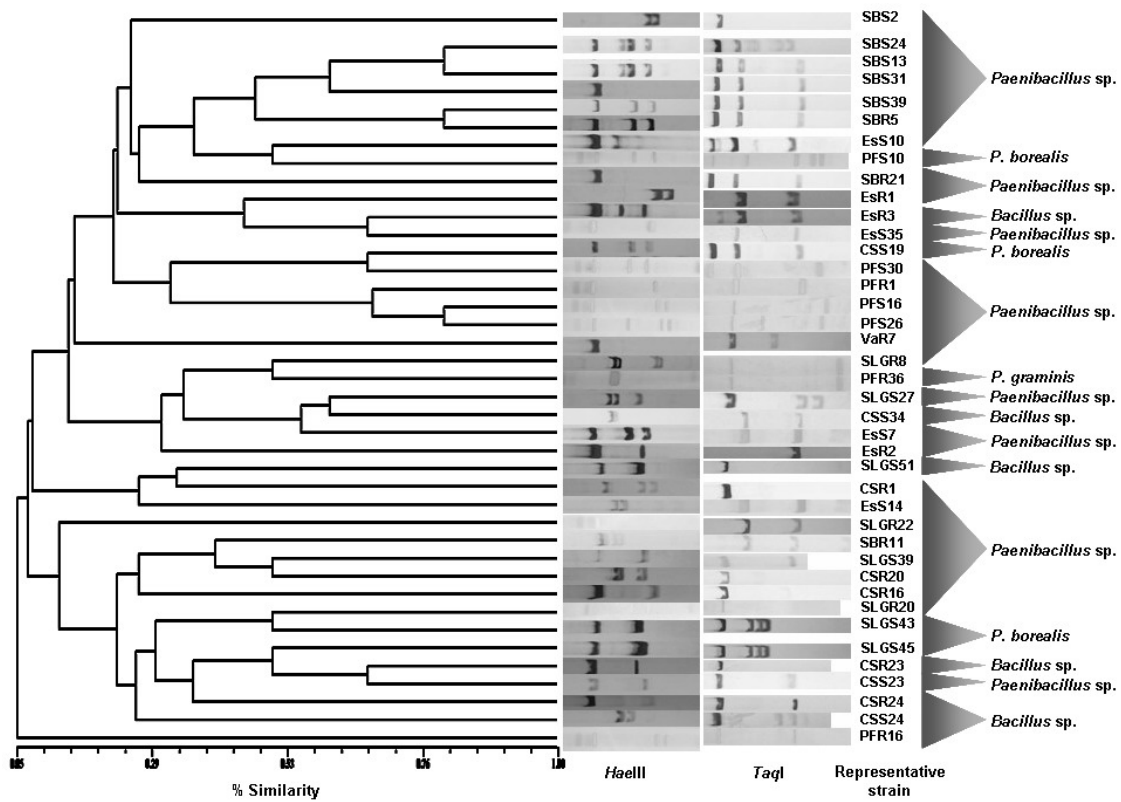 SBS2
SBS24
SBS13
Paenibacillus sp.
SBS31
SBS39
SBR5
EsS10
PFS10
P. borealis
SBR21
Paenibacillus sp.
EsR1
EsR3
Bacillus sp.
EsS35
Paenibacillus sp.
CSS19
P. borealis
PFS30
PFR1
PFS16
Paenibacillus sp.
PFS26
VaR7
SLGR8
PFR36
P. graminis
SLGS27
Paenibacillus sp.
CSS34
Bacillus sp.
EsS7
Paenibacillus sp.
EsR2
SLGS51
Bacillus sp.
CSR1
EsS14
SLGR22
SBR11
Paenibacillus sp.
SLGS39
CSR20
CSR16
SLGR20
SLGS43
P. borealis
SLGS45
CSR23
Bacillus sp.
CSS23
Paenibacillus sp.
CSR24
CSS24
Bacillus sp.
PFR16
0.29 0.76 1.00
% Similarity
HaeIII
TaqI
Representative
strain